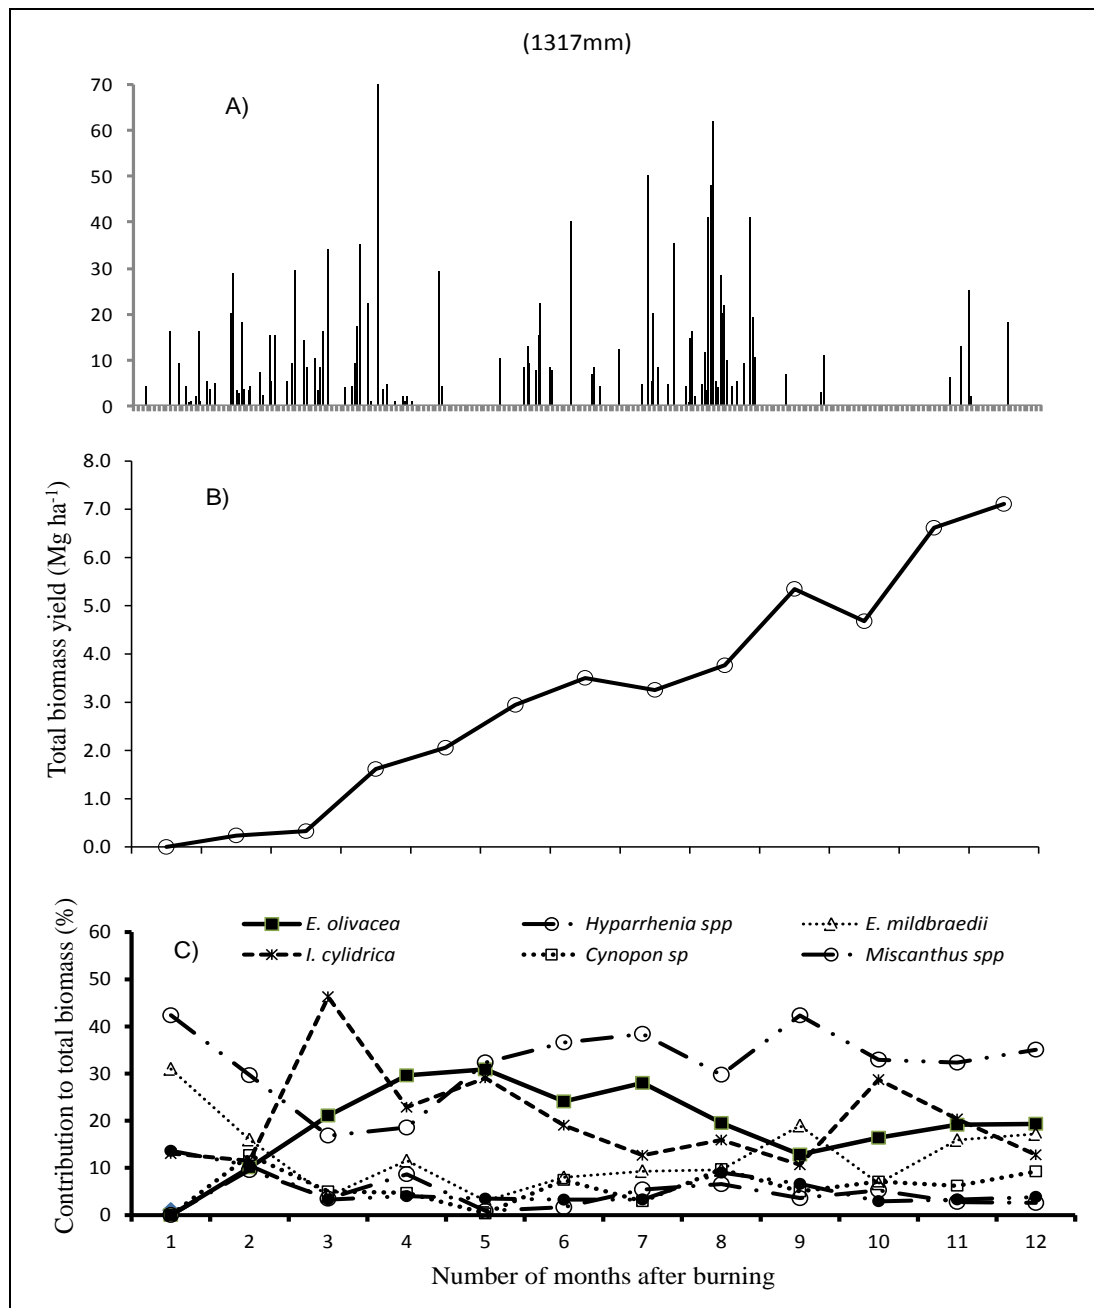 (1317mm)
A)
70
60
50
40
30
20
10
0
B)
Total biomass yield (Mg ha⁻¹)
8.0
7.0
6.0
5.0
4.0
3.0
2.0
1.0
0.0
C)
Contribution to total biomass (%)
E. olivacea Hyparrhenia spp E. mildbraedii
I. cylidrica Cynopon sp Miscanthus spp
60
50
40
30
20
10
0
1 2 3 4 5 6 7 8 9 10 11 12
Number of months after burning